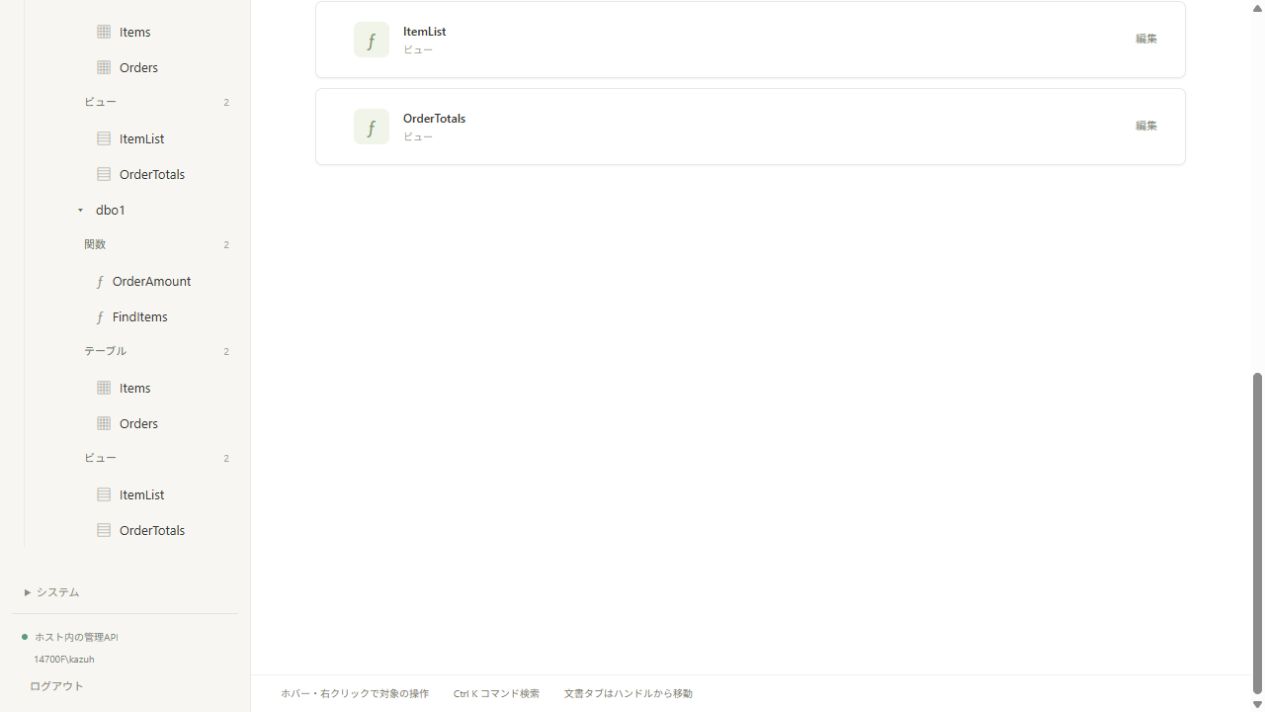 Items
Orders
ビュー 2
ItemList
OrderTotals
dbo1
関数 2
OrderAmount
FindItems
テーブル 2
Items
Orders
ビュー 2
ItemList
OrderTotals
システム
ホスト内の管理API
14700F\kazuh
ログアウト
ItemList
ビュー
編集
OrderTotals
ビュー
編集
ホバー・右クリックで対象の操作 Ctrl K コマンド検索 文書タブはハンドルから移動